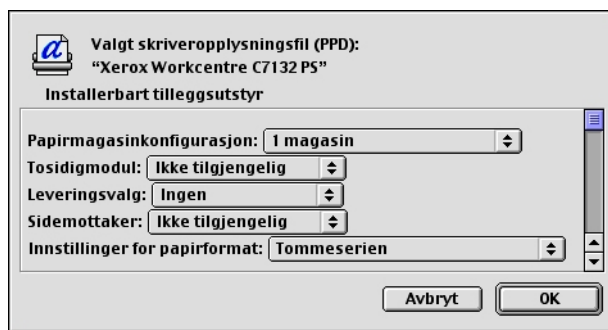 Valgt skriveropplysningsfil (PPD):
“Xerox Workcentre C7132 PS”
Installerbart tilleggsutstyr
Papirmagasinkonfigurasjon: 1 magasin
Tosidigmodul: Ikke tilgjengelig
Leveringsvalg: Ingen
Sidemottaker: Ikke tilgjengelig
Innstillinger for papirformat: Tommeserien
Avbryt OK